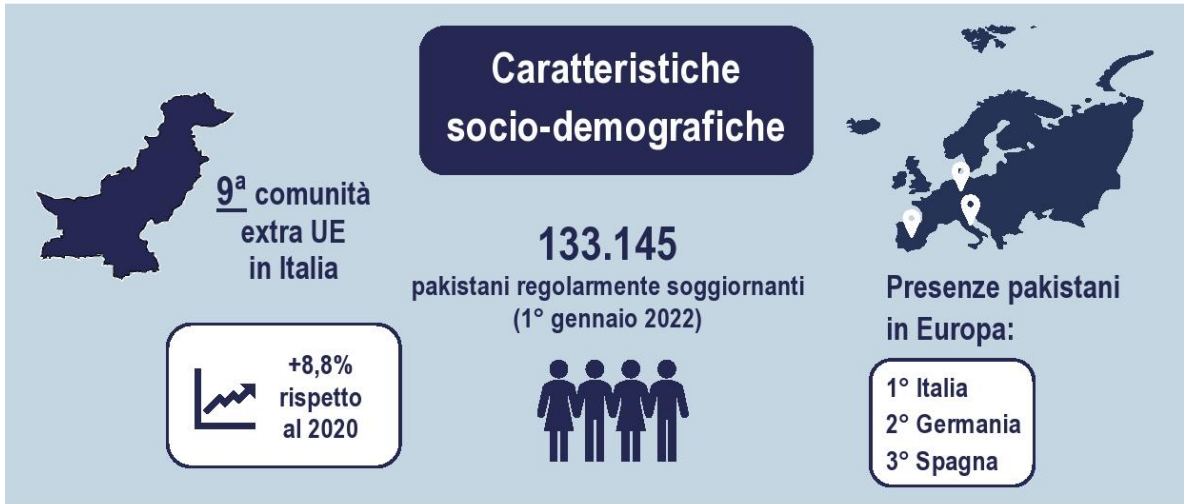 Caratteristiche
socio-demografiche
9ª comunità
extra UE
in Italia
+8,8%
rispetto
al 2020
133.145
pakistani regolarmente soggiornanti
(1° gennaio 2022)
Presenze pakistani
in Europa:
1° Italia
2° Germania
3° Spagna